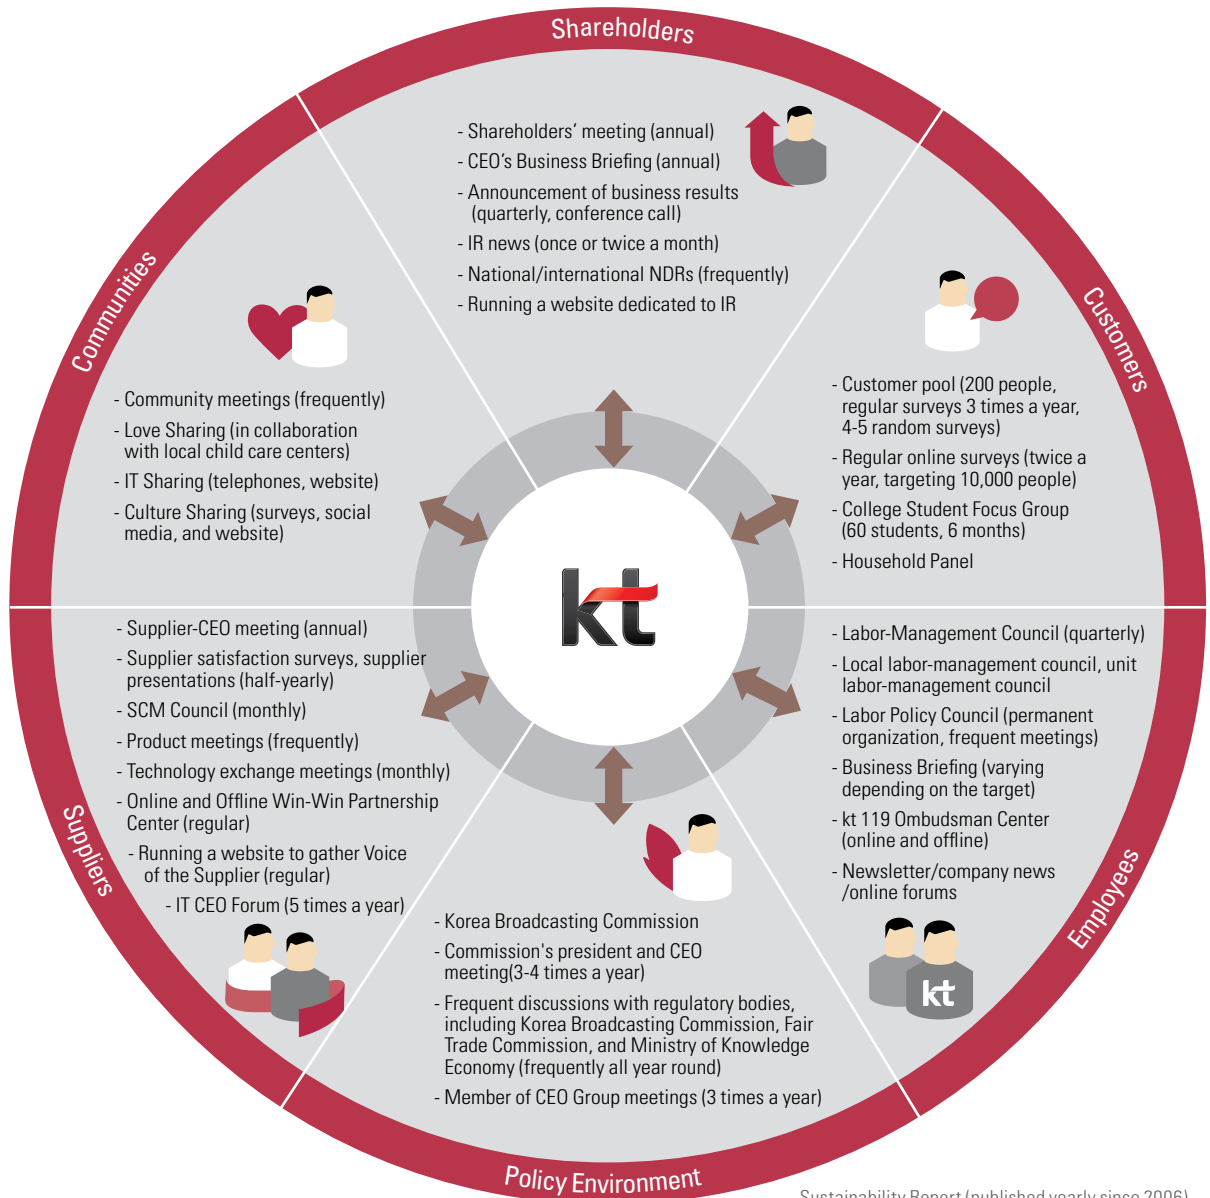 Shareholders
- Shareholders' meeting (annual)
- CEO's Business Briefing (annual)
- Announcement of business results
(quarterly, conference call)
- IR news (once or twice a month)
- National/international NDRs (frequently)
- Running a website dedicated to IR
Customers
- Customer pool (200 people,
regular surveys 3 times a year,
4-5 random surveys)
- Regular online surveys (twice a
year, targeting 10,000 people)
- College Student Focus Group
(60 students, 6 months)
- Household Panel
Employees
- Labor-Management Council (quarterly)
- Local labor-management council, unit
labor-management council
- Labor Policy Council (permanent
organization, frequent meetings)
- Business Briefing (varying
depending on the target)
- kt 119 Ombudsman Center
(online and offline)
- Newsletter/company news
/online forums
kt
Policy Environment
- Korea Broadcasting Commission
- Commission's president and CEO
meeting(3-4 times a year)
- Frequent discussions with regulatory bodies,
including Korea Broadcasting Commission, Fair
Trade Commission, and Ministry of Knowledge
Economy (frequently all year round)
- Member of CEO Group meetings (3 times a year)
Suppliers
- Supplier-CEO meeting (annual)
- Supplier satisfaction surveys, supplier
presentations (half-yearly)
- SCM Council (monthly)
- Product meetings (frequently)
- Technology exchange meetings (monthly)
- Online and Offline Win-Win Partnership
Center (regular)
- Running a website to gather Voice
of the Supplier (regular)
- IT CEO Forum (5 times a year)
Communities
- Community meetings (frequently)
- Love Sharing (in collaboration
with local child care centers)
- IT Sharing (telephones, website)
- Culture Sharing (surveys, social
media, and website)
kt
Sustainability Report (published yearly since 2006)